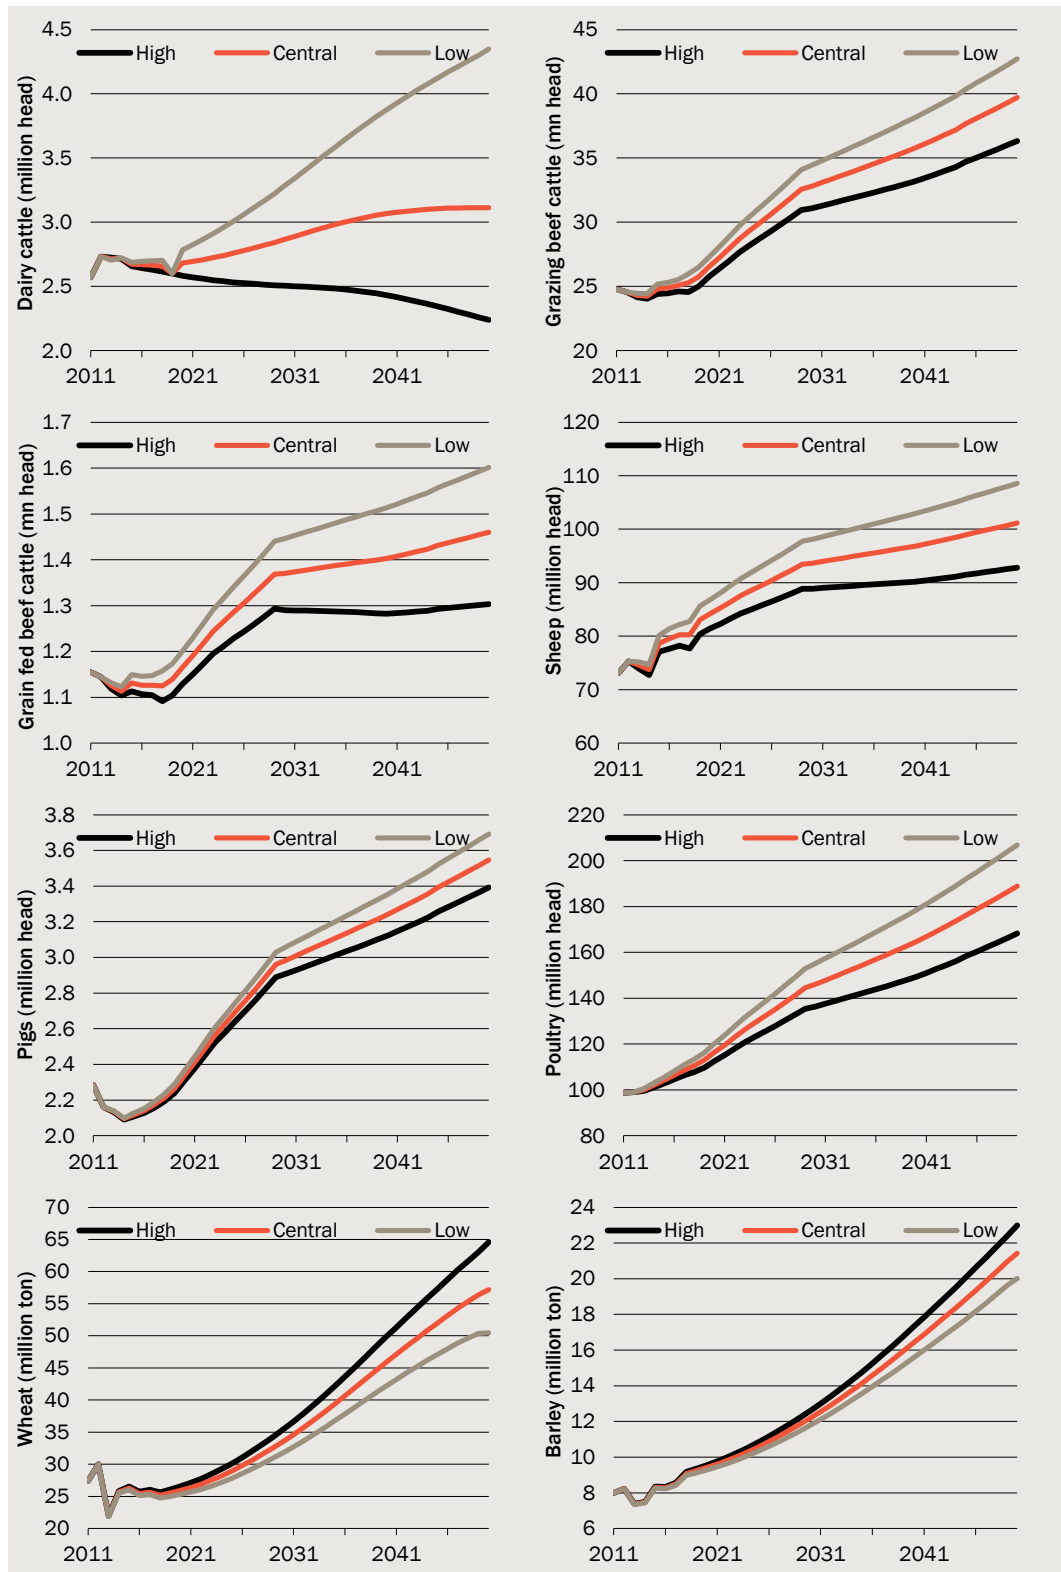 Dairy cattle (million head)
4.5
4.0
3.5
3.0
2.5
2.0
High Central Low
2011 2021 2031 2041
Grazing beef cattle (mn head)
45
40
35
30
25
20
High Central Low
2011 2021 2031 2041
Grain fed beef cattle (mn head)
1.7
1.6
1.5
1.4
1.3
1.2
1.1
1.0
High Central Low
2011 2021 2031 2041
Sheep (million head)
120
110
100
90
80
70
60
High Central Low
2011 2021 2031 2041
Pigs (million head)
3.8
3.6
3.4
3.2
3.0
2.8
2.6
2.4
2.2
2.0
High Central Low
2011 2021 2031 2041
Poultry (million head)
220
200
180
160
140
120
100
80
High Central Low
2011 2021 2031 2041
Wheat (million ton)
70
65
60
55
50
45
40
35
30
25
20
High Central Low
2011 2021 2031 2041
Barley (million ton)
24
22
20
18
16
14
12
10
8
6
High Central Low
2011 2021 2031 2041